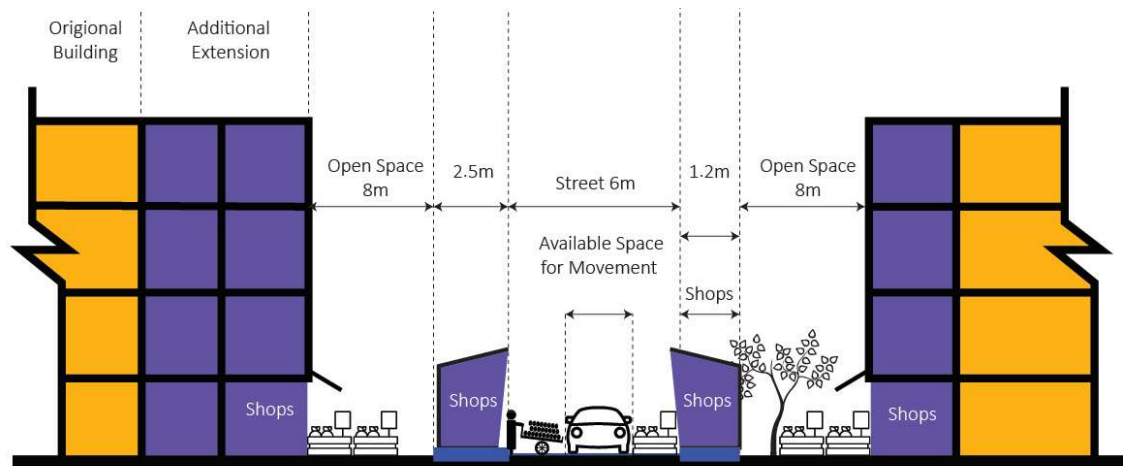 Origional
Building
Additional
Extension
Open Space
8m
2.5m
Street 6m
1.2m
Open Space
8m
Available Space
for Movement
Shops
Shops
Shops
Shops
Shops